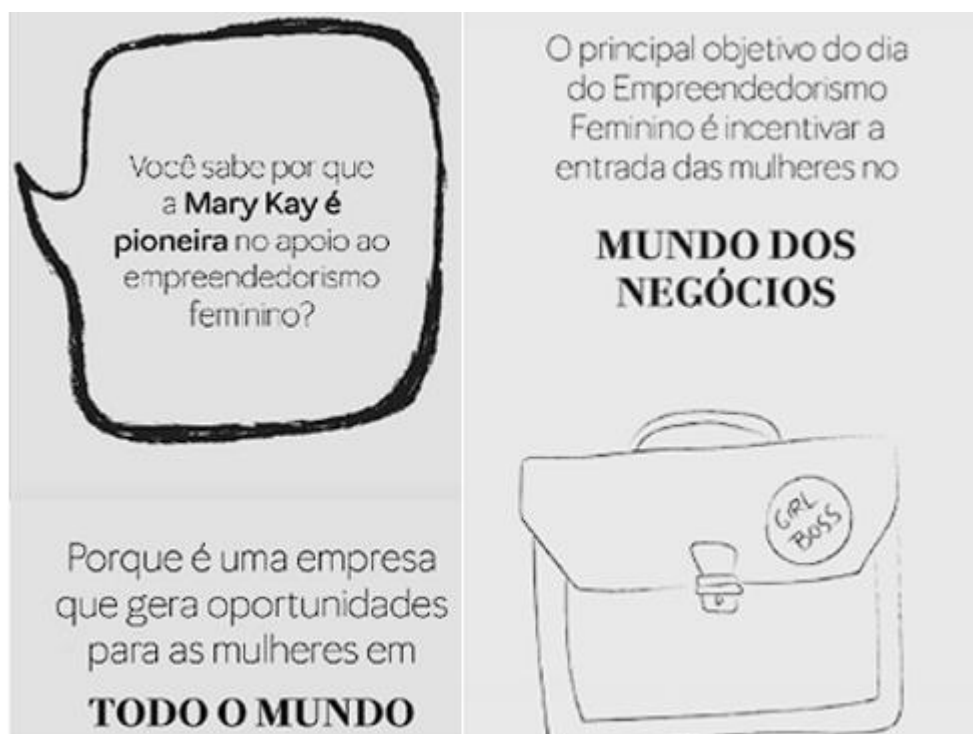 Você sabe por que
a Mary Kay é
pioneira no apoio ao
empreendedorismo
feminino?
Porque é uma empresa
que gera oportunidades
para as mulheres em
TODO O MUNDO
O principal objetivo do dia
do Empreendedorismo
Feminino é incentivar a
entrada das mulheres no
MUNDO DOS
NEGÓCIOS
GRL
BOSS